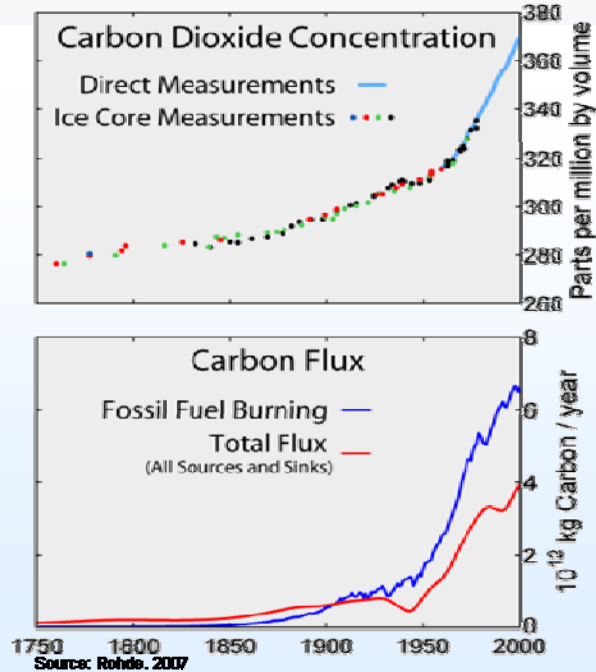 Carbon Dioxide Concentration
Direct Measurements
Ice Core Measurements
380
360
340
320
300
280
260
Parts per million by volume
Carbon Flux
Fossil Fuel Burning
Total Flux
(All Sources and Sinks)
8
6
4
2
0
10¹² kg Carbon / year
1750 1800 1850 1900 1950 2000
Source: Rohde. 2007